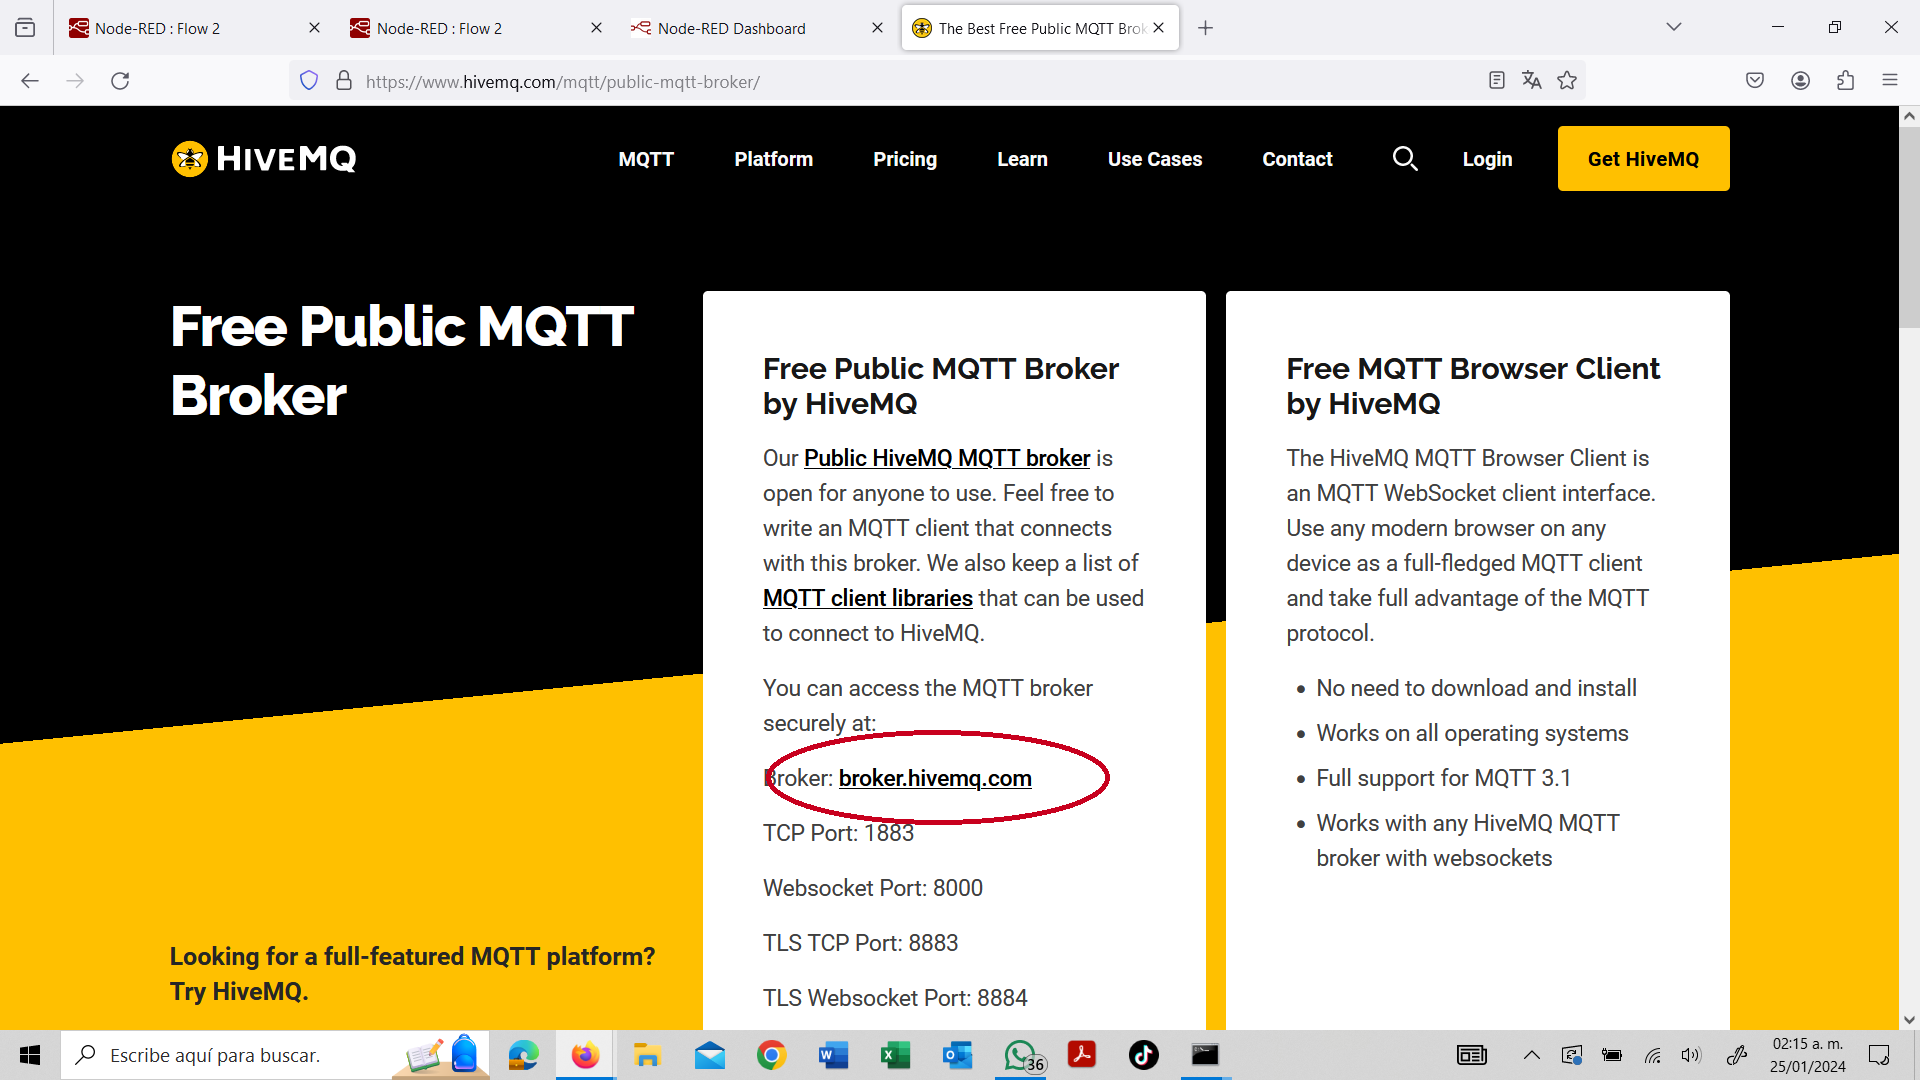 Node-RED : Flow 2
Node-RED : Flow 2
Node-RED Dashboard
The Best Free Public MQTT Brok
https://www.hivemq.com/mqtt/public-mqtt-broker/
HIVEMQ
MQTT
Platform
Pricing
Learn
Use Cases
Contact
Login
Get HiveMQ
Free Public MQTT
Broker
Looking for a full-featured MQTT platform?
Try HiveMQ.
Free Public MQTT Broker
by HiveMQ
Our Public HiveMQ MQTT broker is
open for anyone to use. Feel free to
write an MQTT client that connects
with this broker. We also keep a list of
MQTT client libraries that can be used
to connect to HiveMQ.
You can access the MQTT broker
securely at:
Broker: broker.hivemq.com
TCP Port: 1883
Websocket Port: 8000
TLS TCP Port: 8883
TLS Websocket Port: 8884
Free MQTT Browser Client
by HiveMQ
The HiveMQ MQTT Browser Client is
an MQTT WebSocket client interface.
Use any modern browser on any
device as a full-fledged MQTT client
and take full advantage of the MQTT
protocol.
No need to download and install
Works on all operating systems
Full support for MQTT 3.1
Works with any HiveMQ MQTT
broker with websockets
Escribe aquí para buscar.
36
02:15 a. m.
25/01/2024